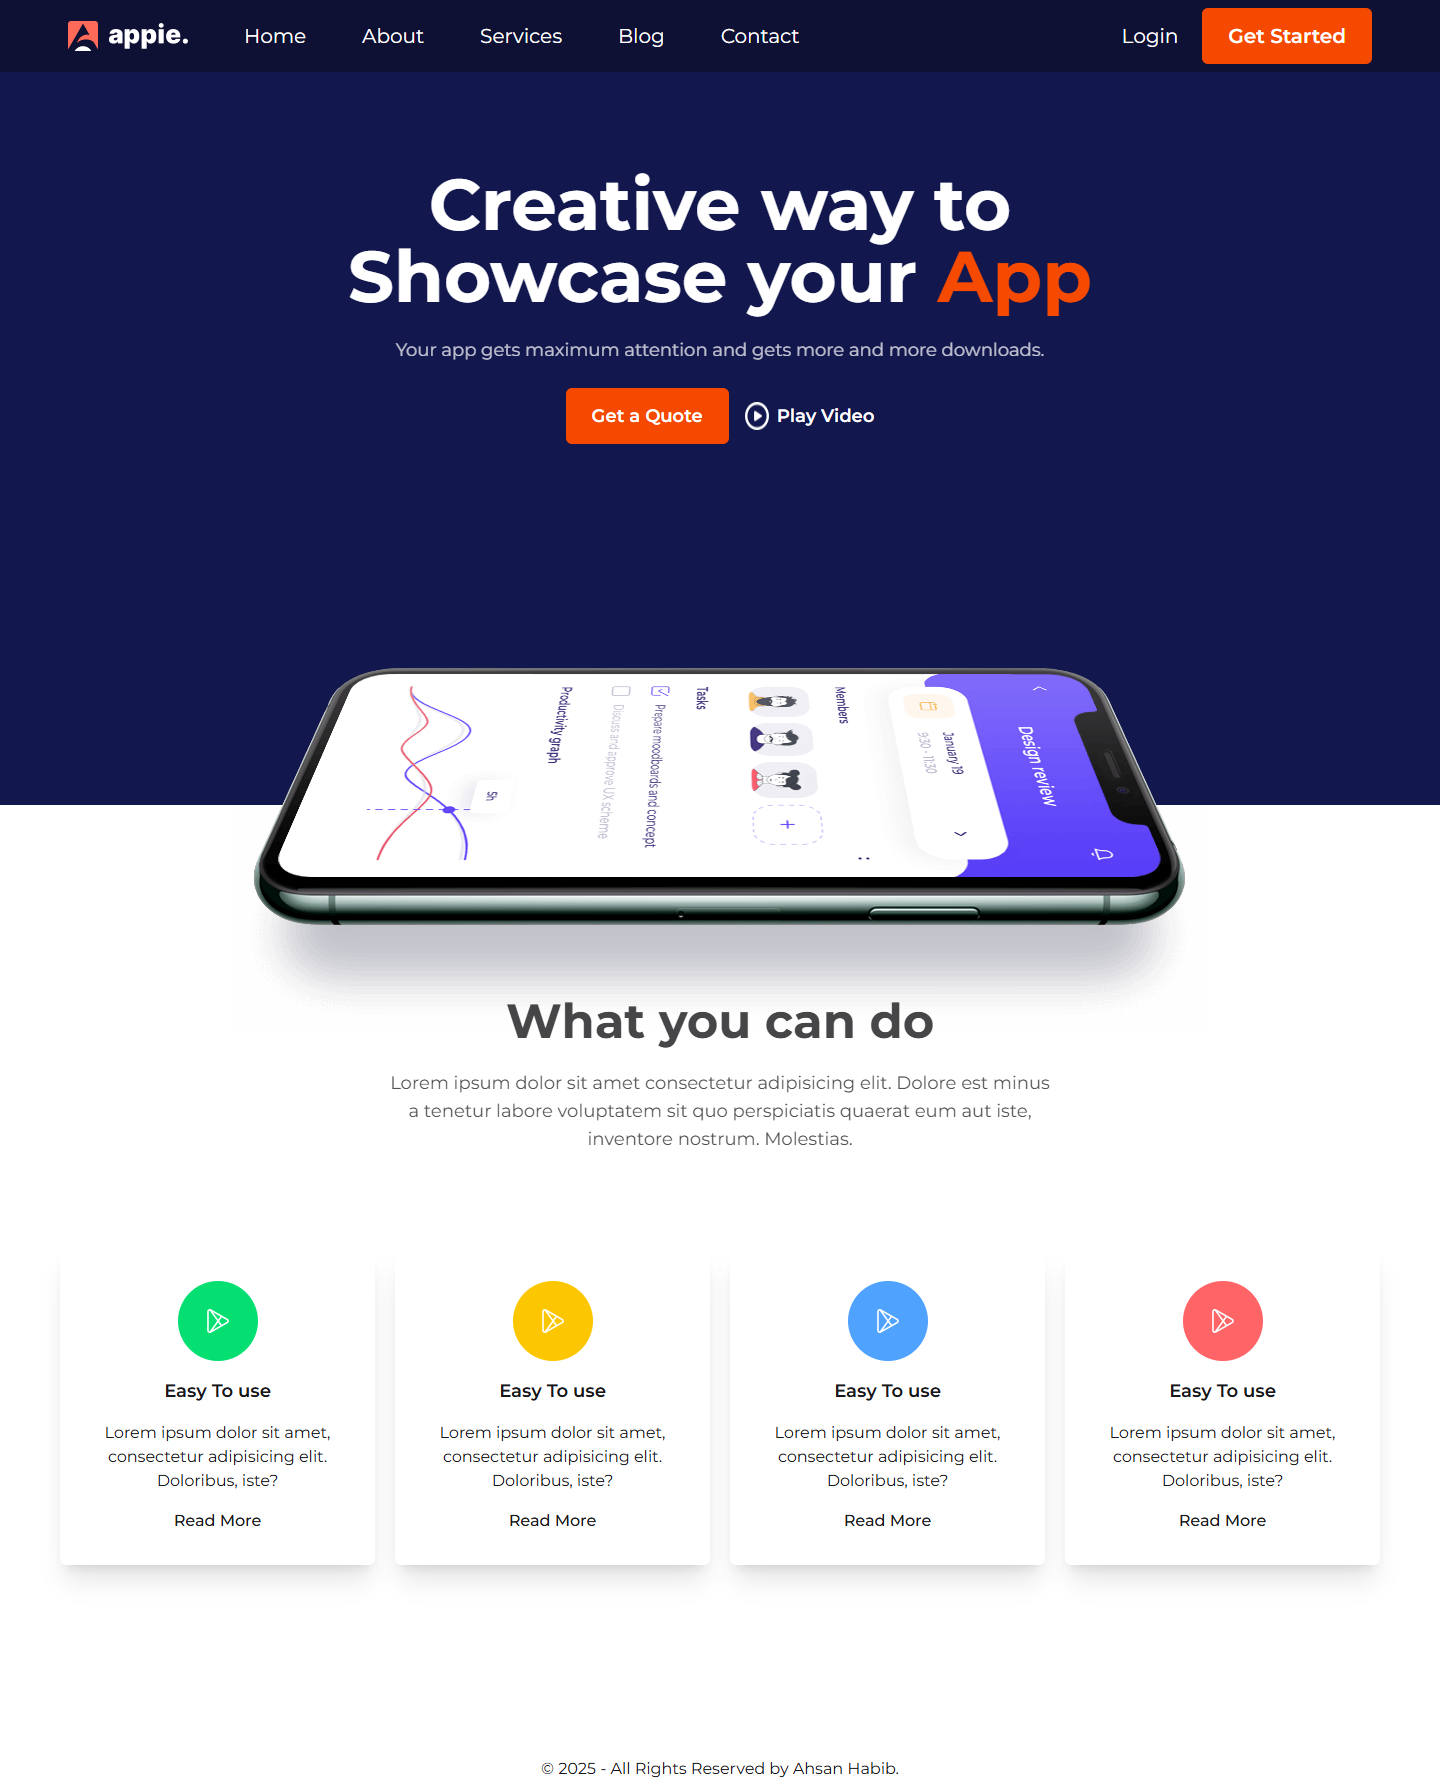 appie.
Home
About
Services
Blog
Contact
Login
Get Started
Creative way to
Showcase your App
Your app gets maximum attention and gets more and more downloads.
Get a Quote
Play Video
Design review
January 19
9:30 - 11:30
Members
Tasks
Prepare moodboards and concept
Discuss and approve UX scheme
Productivity graph
5h
What you can do
Lorem ipsum dolor sit amet consectetur adipisicing elit. Dolore est minus
a tenetur labore voluptatem sit quo perspiciatis quaerat eum aut iste,
inventore nostrum. Molestias.
Easy To use
Lorem ipsum dolor sit amet,
consectetur adipisicing elit.
Doloribus, iste?
Read More
Easy To use
Lorem ipsum dolor sit amet,
consectetur adipisicing elit.
Doloribus, iste?
Read More
Easy To use
Lorem ipsum dolor sit amet,
consectetur adipisicing elit.
Doloribus, iste?
Read More
Easy To use
Lorem ipsum dolor sit amet,
consectetur adipisicing elit.
Doloribus, iste?
Read More
© 2025 - All Rights Reserved by Ahsan Habib.